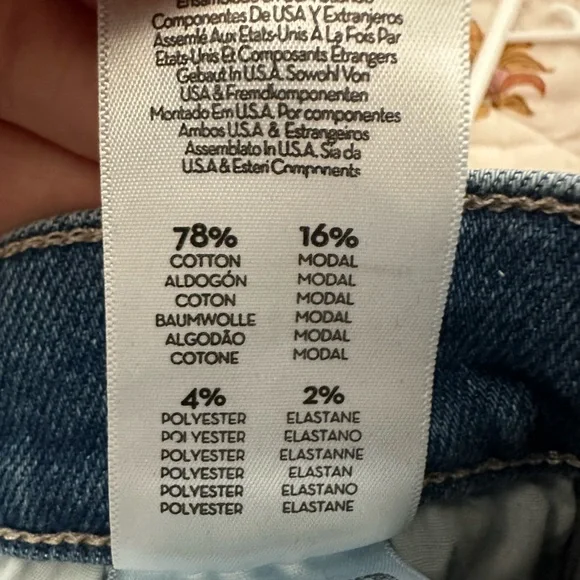 Componentes De USA Y Extranjeros
Assemlé Aux Etats-Unis À La Fois Par
Etats-Unis Et Composants Étrangers
Gebaut In U.S.A. Sowohl Von
USA & Fremdkomponenten
Montado Em U.S.A. Por componentes
Ambos U.S.A & Estrangeiros
Assemblato In U.S.A. Sia da
U.S.A & Esteri Components
78%
COTTON
ALDOGÓN
COTON
BAUMWOLLE
ALGODÃO
COTONE
16%
MODAL
MODAL
MODAL
MODAL
MODAL
MODAL
4%
POLYESTER
POLYESTER
POLYESTER
POLYESTER
POLYESTER
POLYESTER
2%
ELASTANE
ELASTANO
ELASTANNE
ELASTAN
ELASTANO
ELASTANE